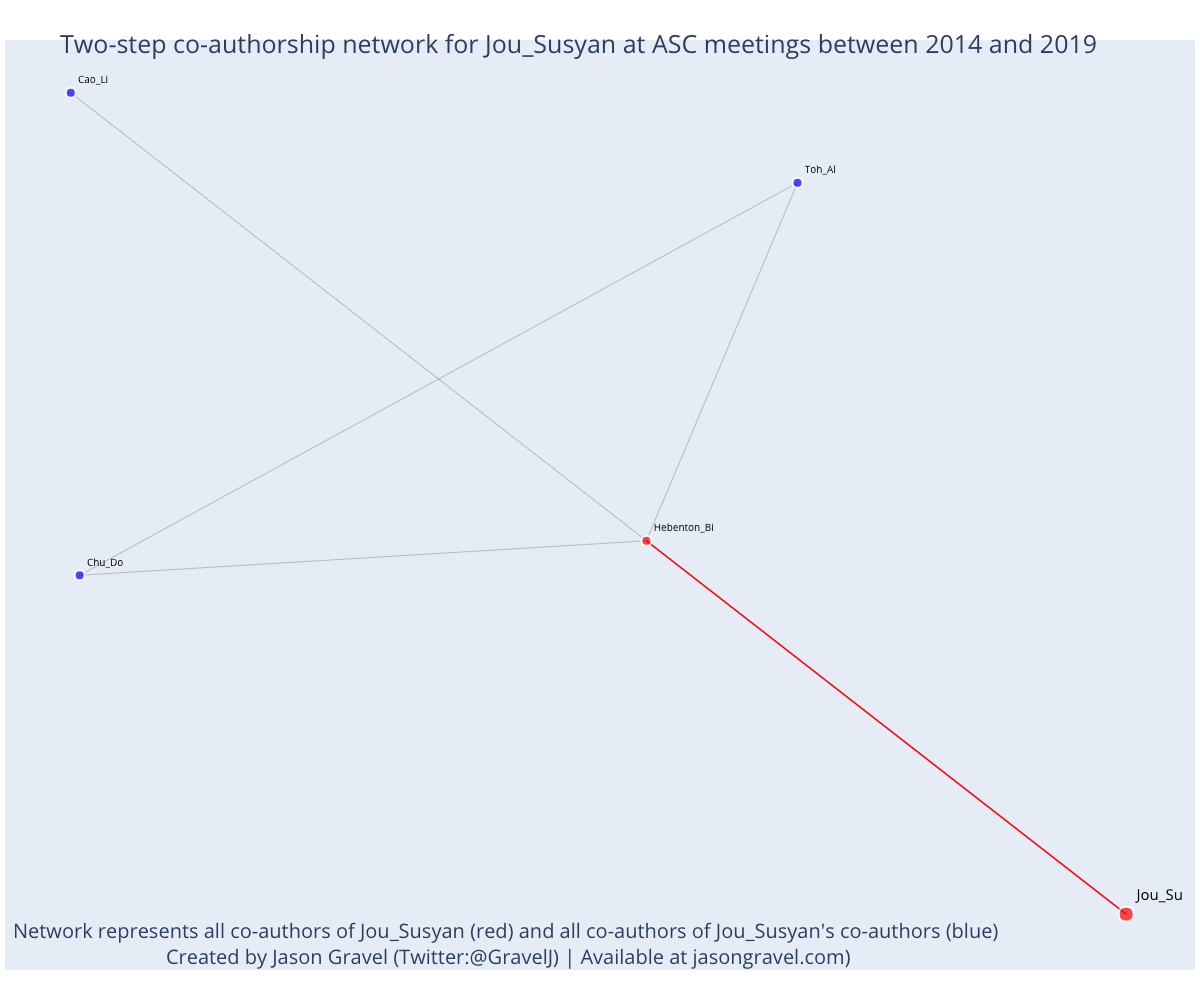 Two-step co-authorship network for Jou_Susyan at ASC meetings between 2014 and 2019
Cao_Li
Toh_Al
Hebenton_Bi
Chu_Do
Jou_Su
Network represents all co-authors of Jou_Susyan (red) and all co-authors of Jou_Susyan's co-authors (blue)
Created by Jason Gravel (Twitter:@GravelJ) | Available at jasongravel.com)